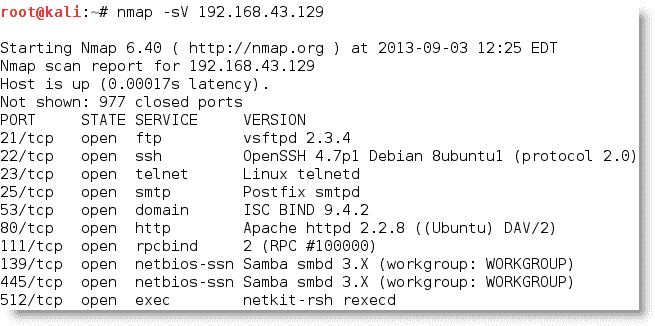 root@kali:~# nmap -sV 192.168.43.129
Starting Nmap 6.40 ( http://nmap.org ) at 2013-09-03 12:25 EDT
Nmap scan report for 192.168.43.129
Host is up (0.00017s latency).
Not shown: 977 closed ports
PORT    STATE SERVICE     VERSION
21/tcp  open  ftp         vsftpd 2.3.4
22/tcp  open  ssh         OpenSSH 4.7p1 Debian 8ubuntu1 (protocol 2.0)
23/tcp  open  telnet      Linux telnetd
25/tcp  open  smtp        Postfix smtpd
53/tcp  open  domain      ISC BIND 9.4.2
80/tcp  open  http        Apache httpd 2.2.8 ((Ubuntu) DAV/2)
111/tcp open  rpcbind     2 (RPC #100000)
139/tcp open  netbios-ssn Samba smbd 3.X (workgroup: WORKGROUP)
445/tcp open  netbios-ssn Samba smbd 3.X (workgroup: WORKGROUP)
512/tcp open  exec        netkit-rsh rexecd